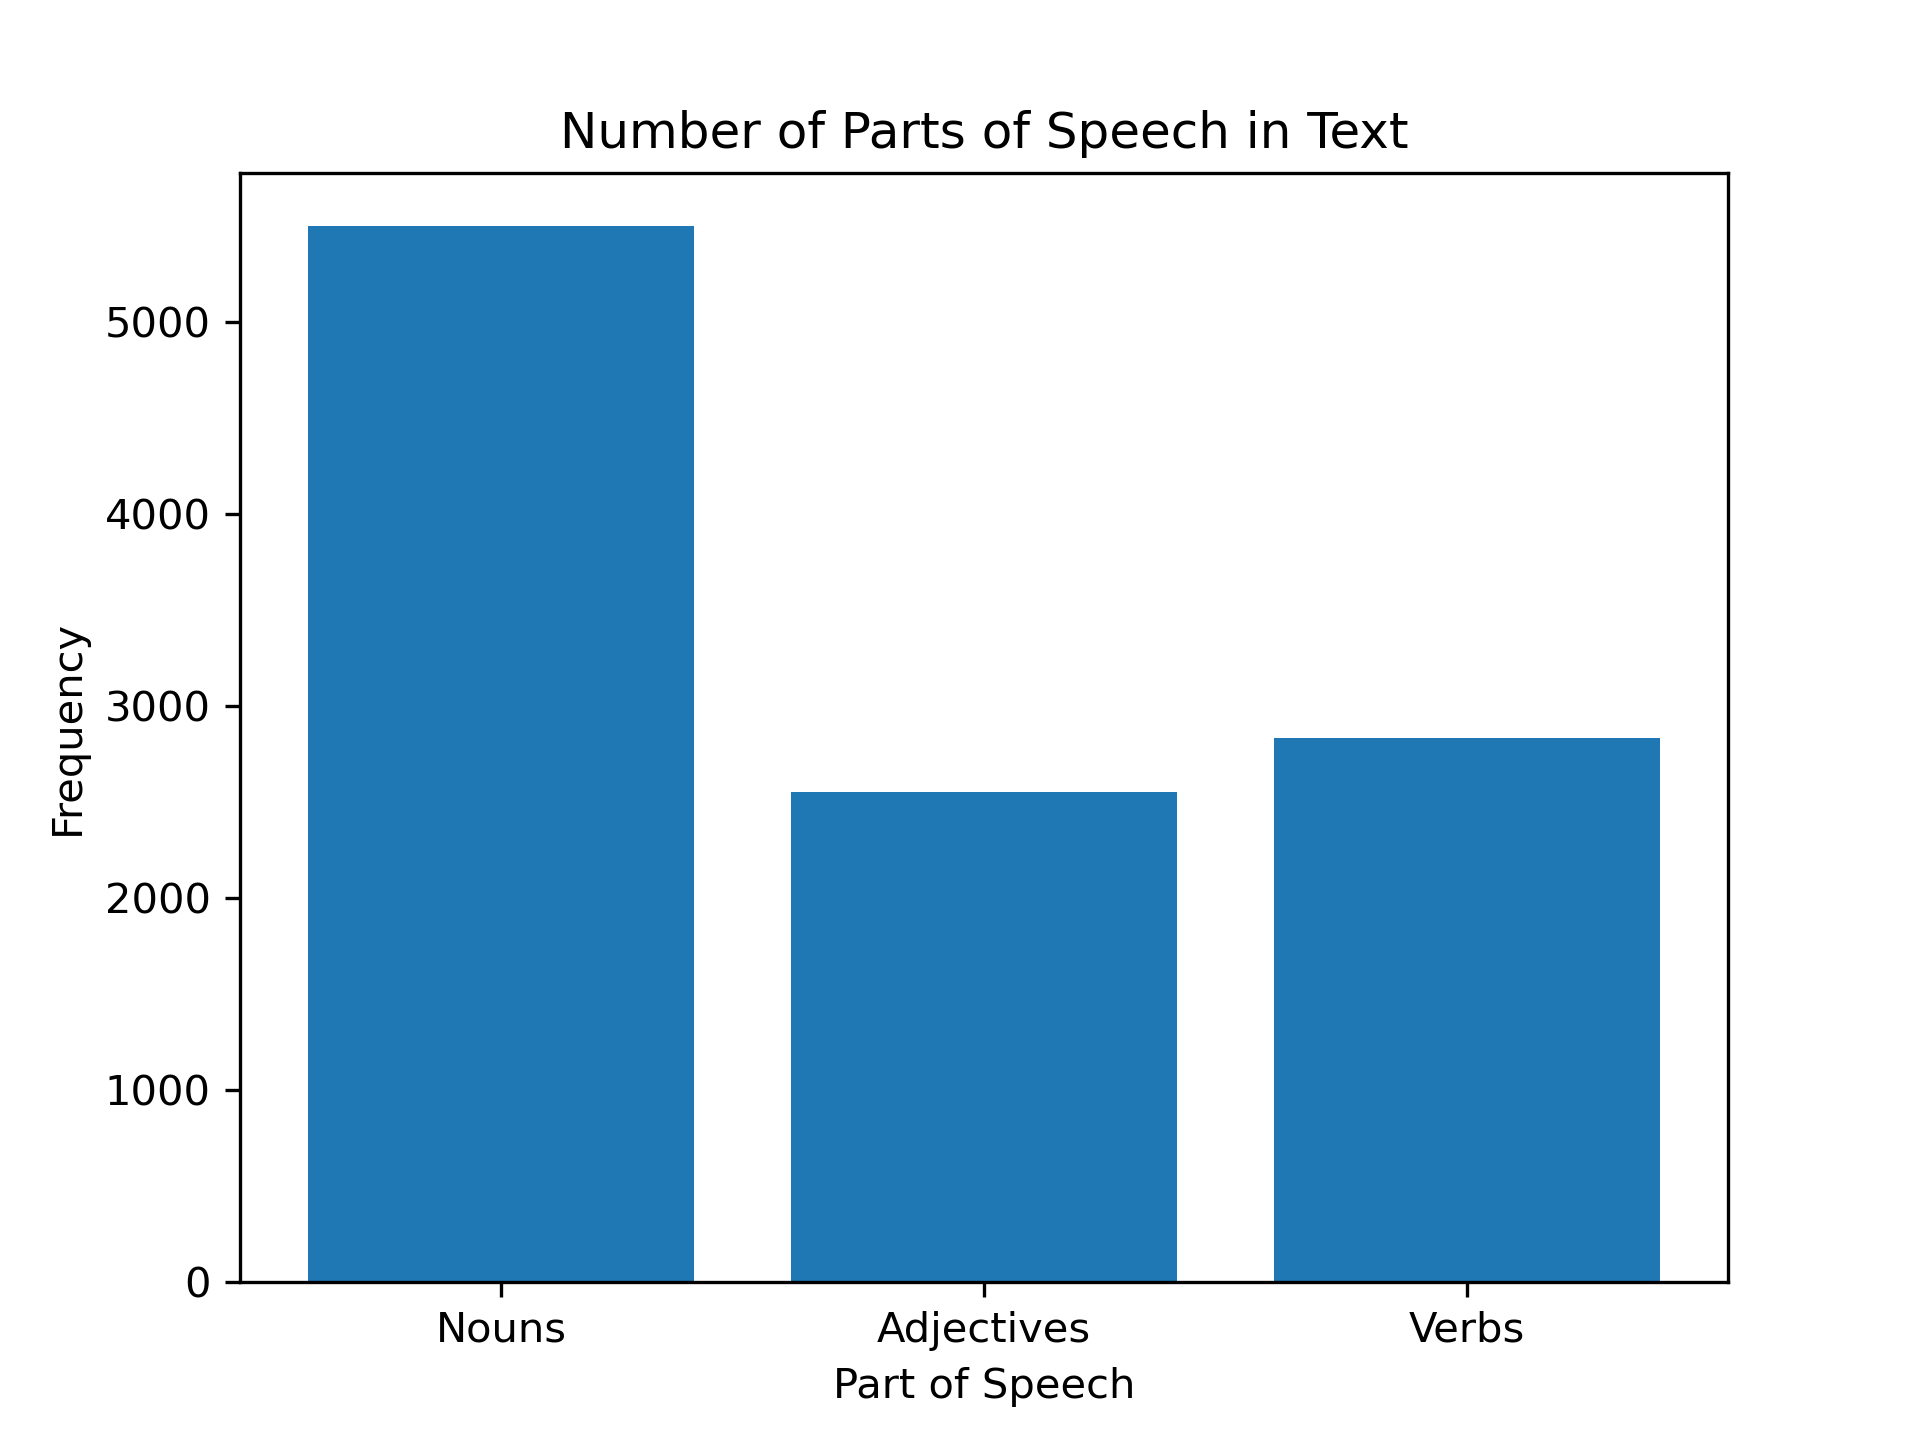 Number of Parts of Speech in Text
5000
4000
3000
2000
1000
0
Frequency
Nouns Adjectives Verbs
Part of Speech